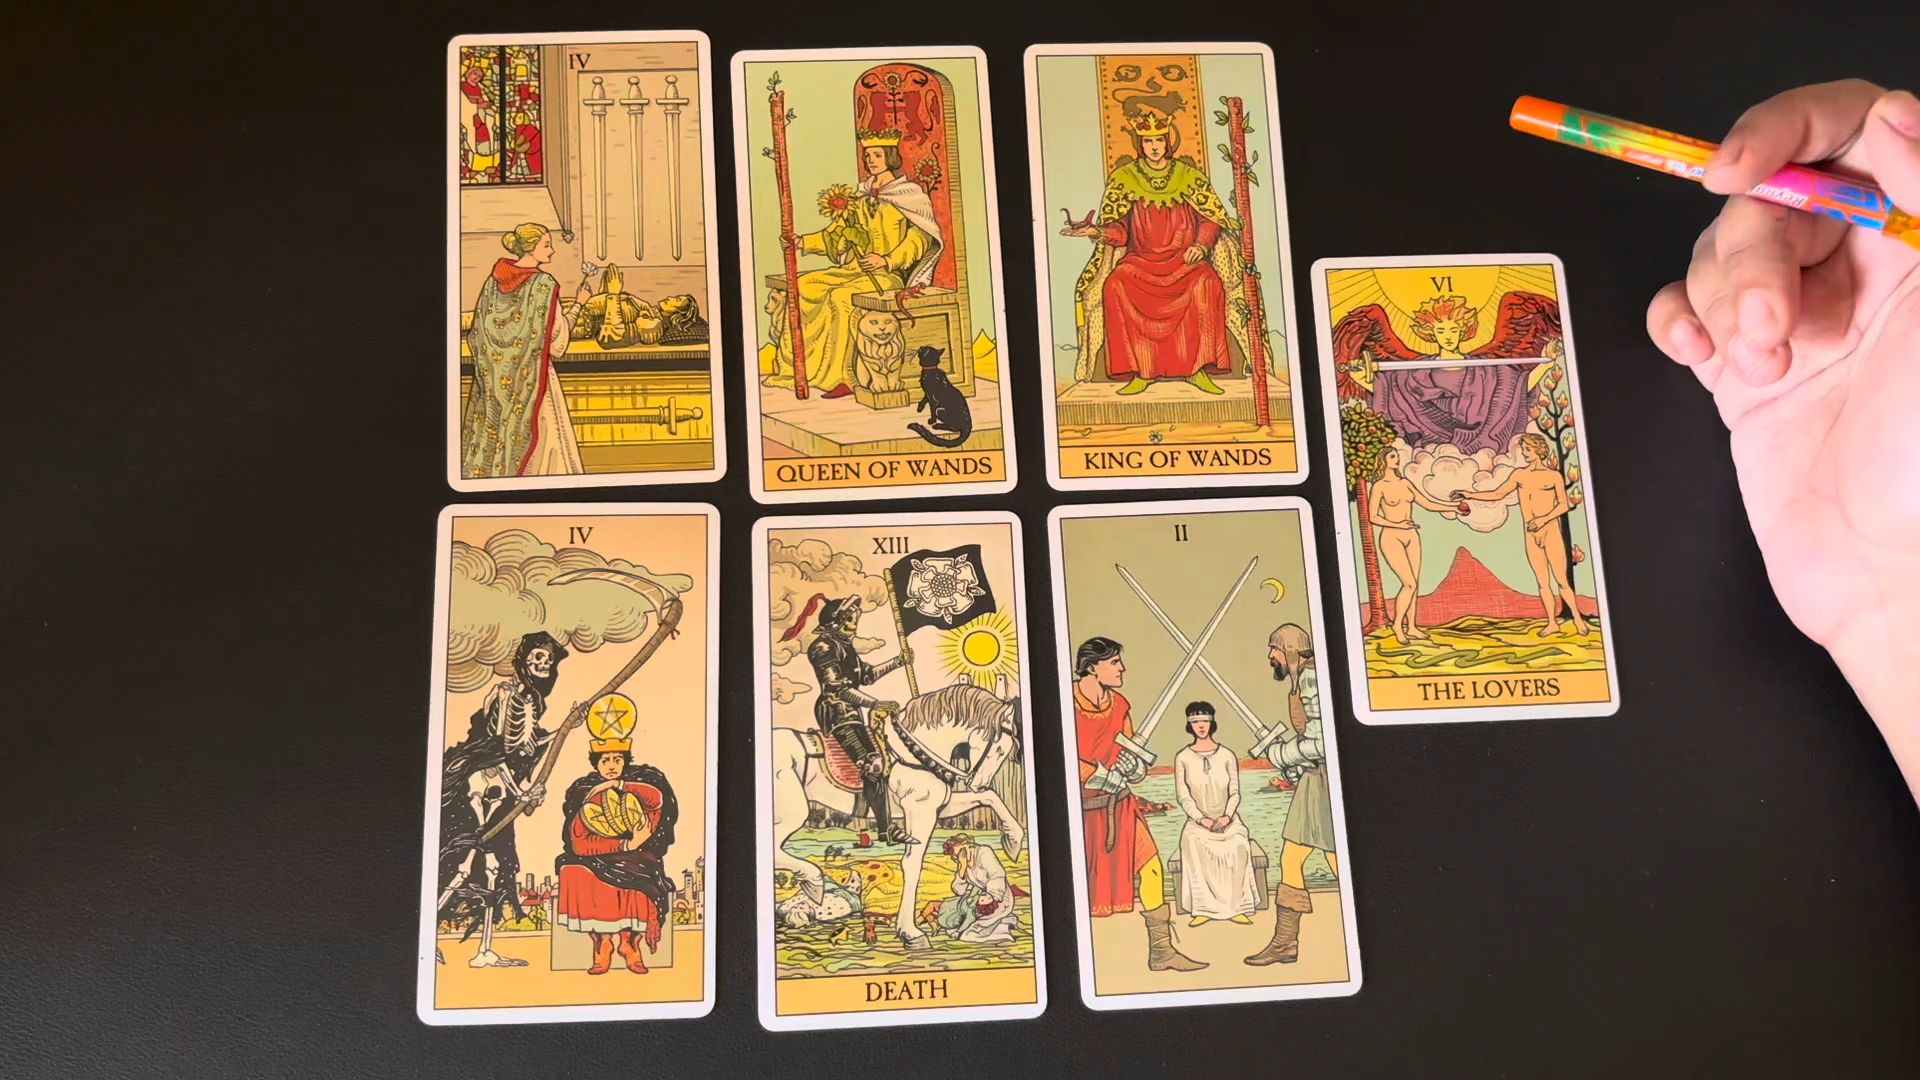 IV
QUEEN OF WANDS
KING OF WANDS
VI
THE LOVERS
IV
XIII
DEATH
II